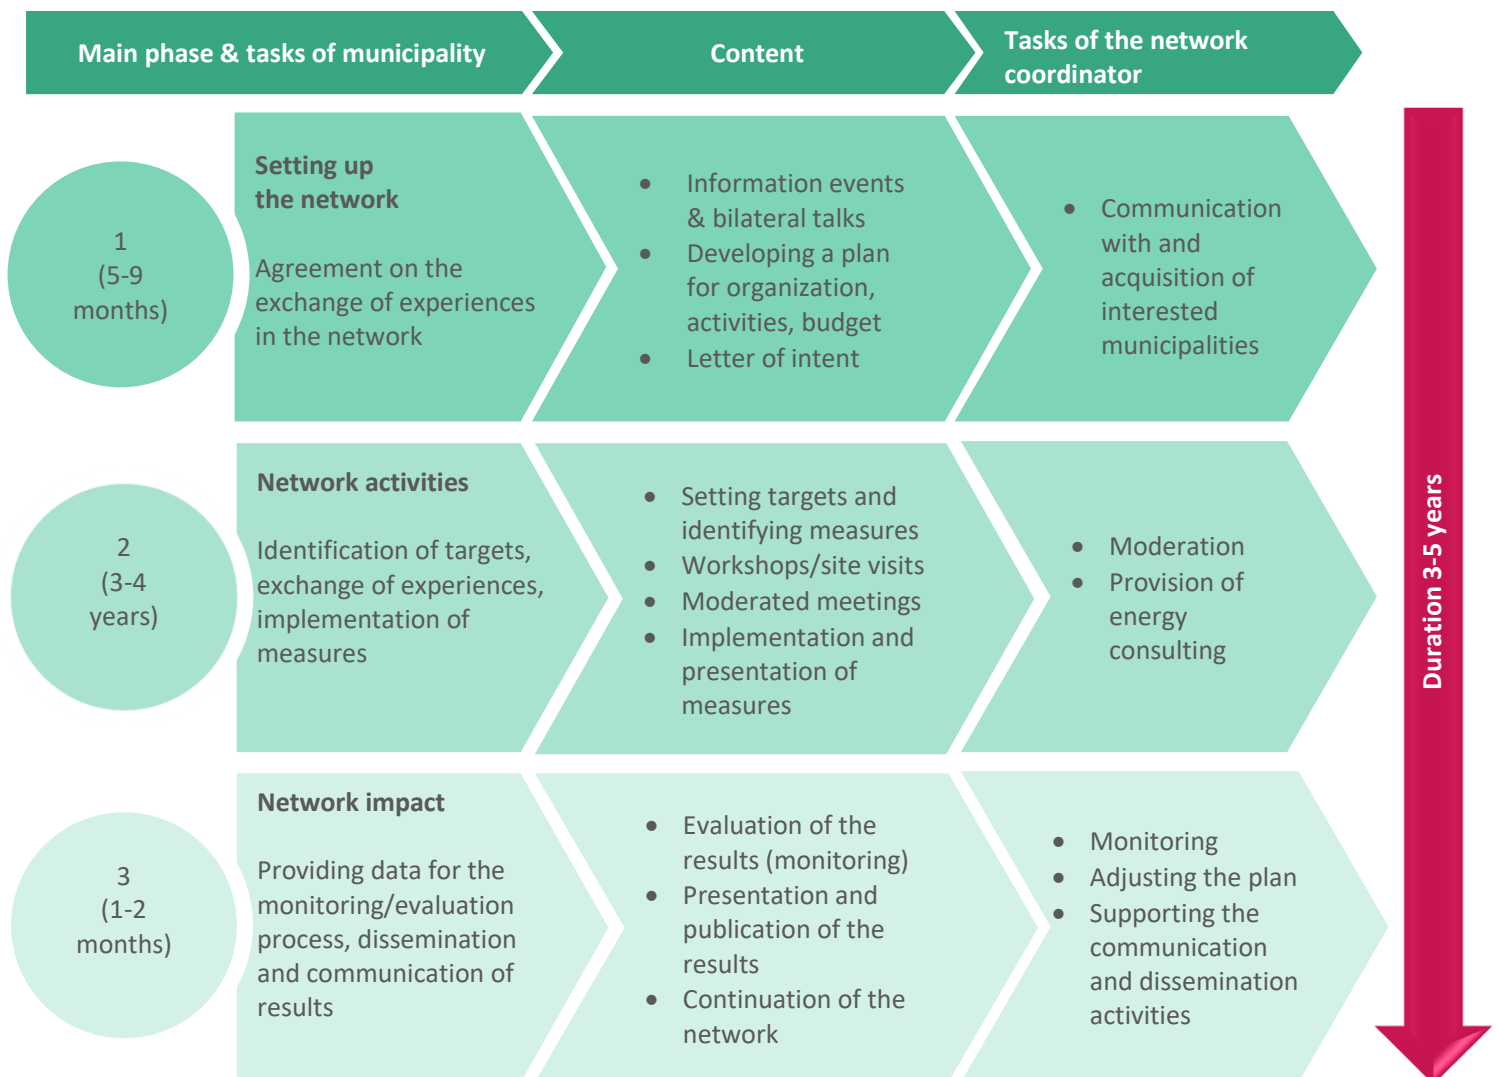 Main phase & tasks of municipality
Content
Tasks of the network
coordinator
1
(5-9
months)
Setting up
the network
Agreement on the
exchange of experiences
in the network
• Information events
& bilateral talks
• Developing a plan
for organization,
activities, budget
• Letter of intent
• Communication
with and
acquisition of
interested
municipalities
2
(3-4
years)
Network activities
Identification of targets,
exchange of experiences,
implementation of
measures
• Setting targets and
identifying measures
• Workshops/site visits
• Moderated meetings
• Implementation and
presentation of
measures
• Moderation
• Provision of
energy
consulting
3
(1-2
months)
Network impact
Providing data for the
monitoring/evaluation
process, dissemination
and communication of
results
• Evaluation of the
results (monitoring)
• Presentation and
publication of the
results
• Continuation of the
network
• Monitoring
• Adjusting the plan
• Supporting the
communication
and dissemination
activities
Duration 3-5 years